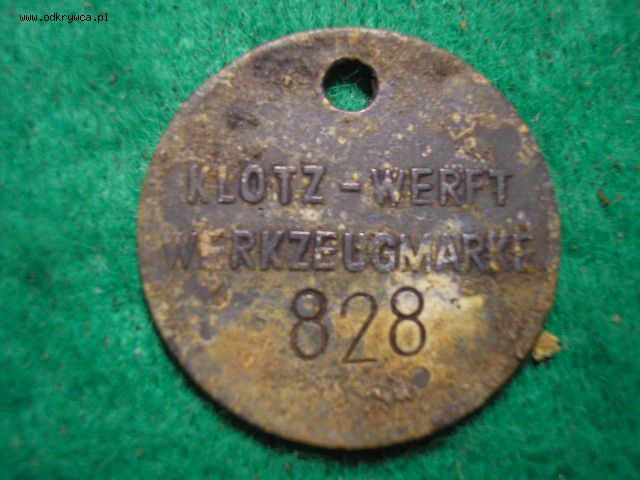 www.odkrywca.pl
KLOTZ - WERFT
WERKZEUGMARKE
828